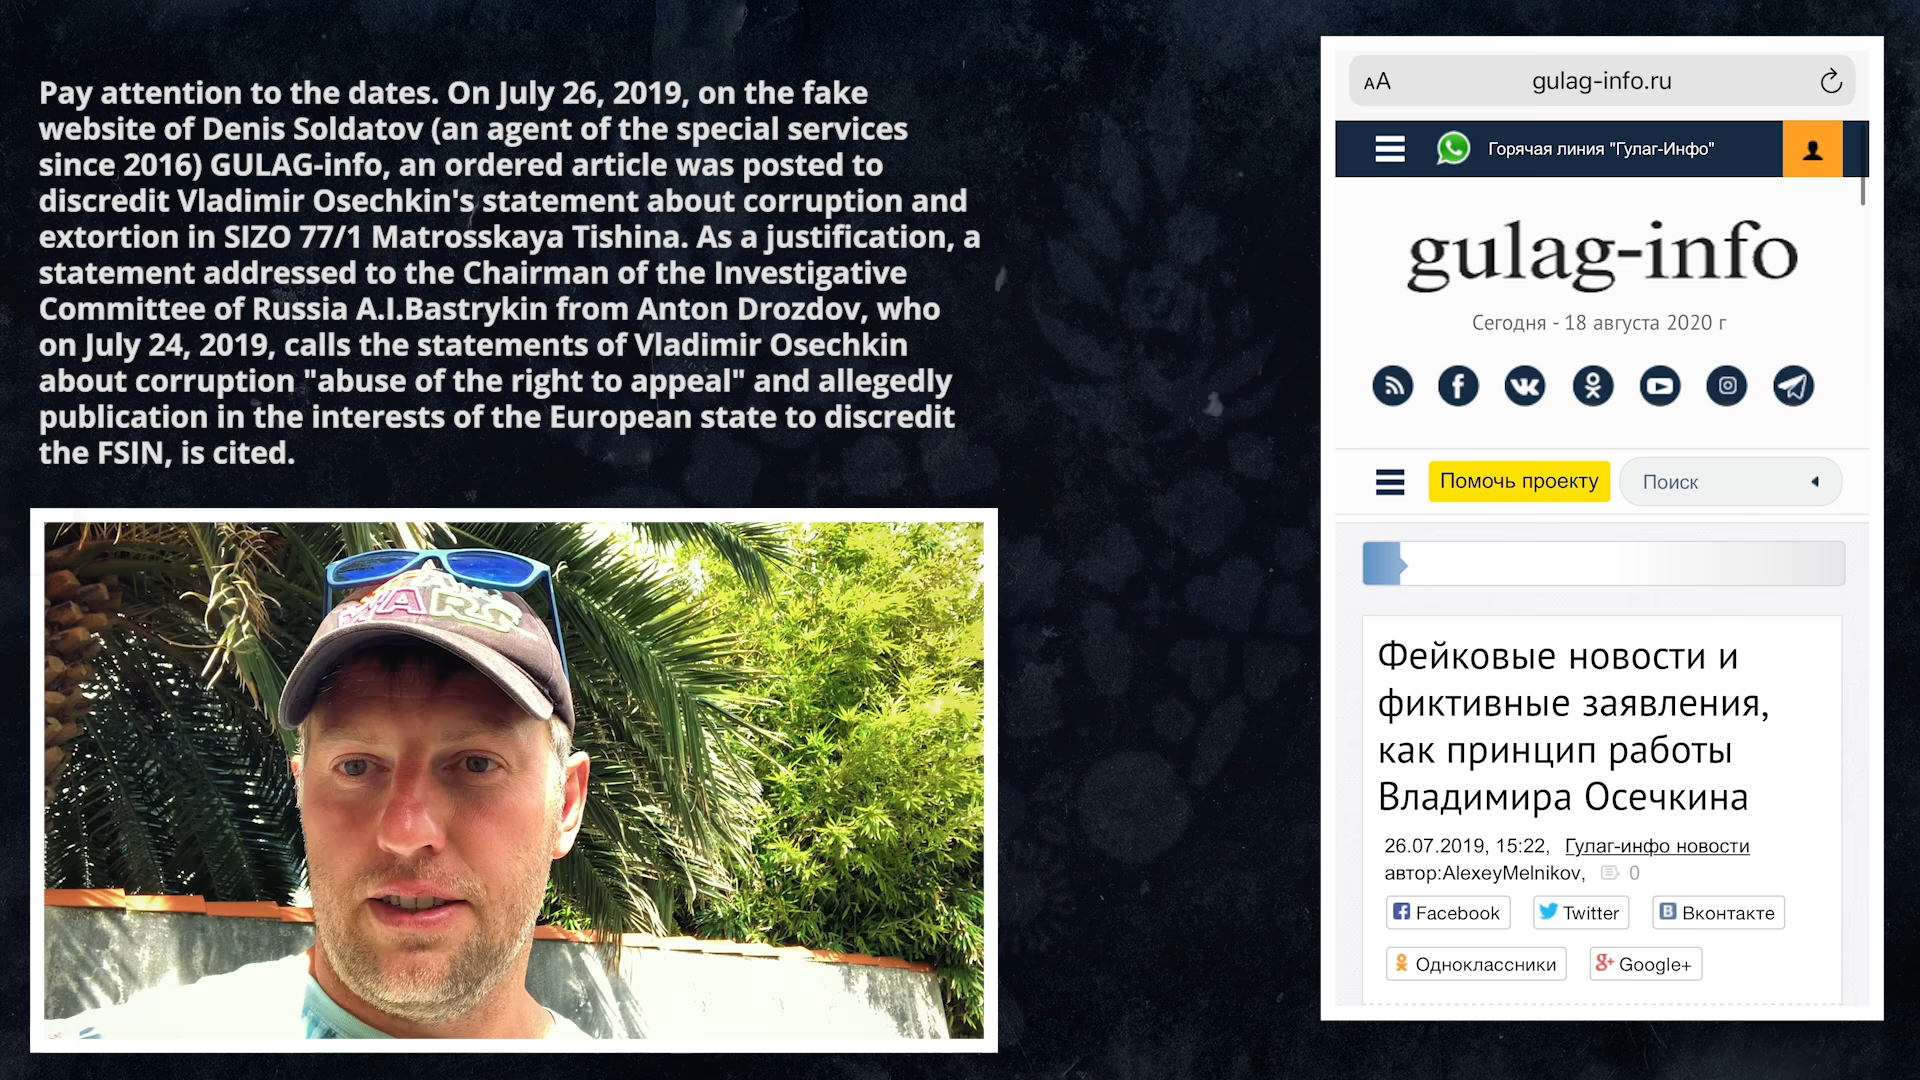 Pay attention to the dates. On July 26, 2019, on the fake
website of Denis Soldatov (an agent of the special services
since 2016) GULAG-info, an ordered article was posted to
discredit Vladimir Osechkin's statement about corruption and
extortion in SIZO 77/1 Matrosskaya Tishina. As a justification, a
statement addressed to the Chairman of the Investigative
Committee of Russia A.I.Bastrykin from Anton Drozdov, who
on July 24, 2019, calls the statements of Vladimir Osechkin
about corruption "abuse of the right to appeal" and allegedly
publication in the interests of the European state to discredit
the FSIN, is cited.
AA gulag-info.ru
Горячая линия "Гулаг-Инфо"
gulag-info
Сегодня - 18 августа 2020 г
Помочь проекту Поиск
Фейковые новости и
фиктивные заявления,
как принцип работы
Владимира Осечкина
26.07.2019, 15:22, Гулаг-инфо новости
автор:AlexeyMelnikov, 0
Facebook Twitter Вконтакте
Одноклассники Google+